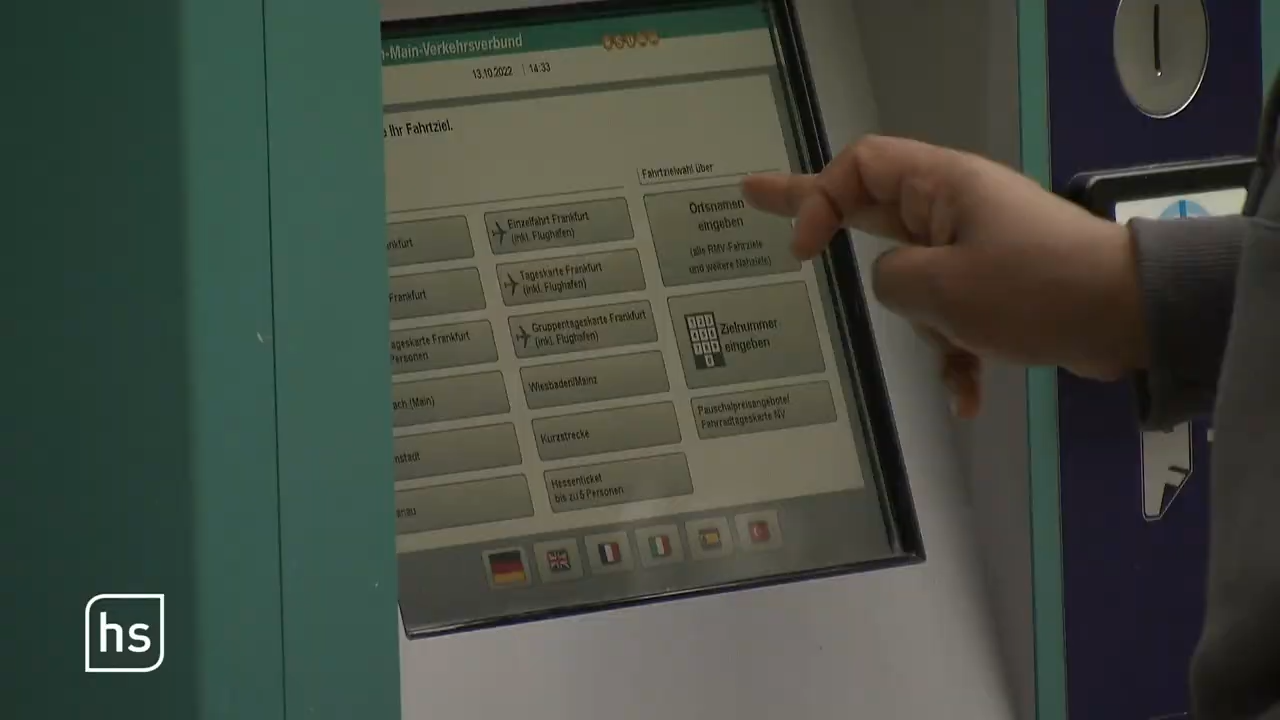 n-Main-Verkehrsverbund
13.10.2022 | 14:33
Ihr Fahrtziel.
Fahrtzielwahl über
nkfurt
Einzelfahrt Frankfurt
(inkl. Flughafen)
Ortsnamen
eingeben
(alle RMV-Fahrziele
und weitere Nahziele)
Frankfurt
Tageskarte Frankfurt
(inkl. Flughafen)
ageskarte Frankfurt
Personen
Gruppentageskarte Frankfurt
(inkl. Flughafen)
Zielnummer
eingeben
ach (Main)
Wiesbaden/Mainz
Pauschalpreisangebote/
Fahrradtageskarte NV
nstadt
Kurzstrecke
anau
Hessenticket
bis zu 5 Personen
hs